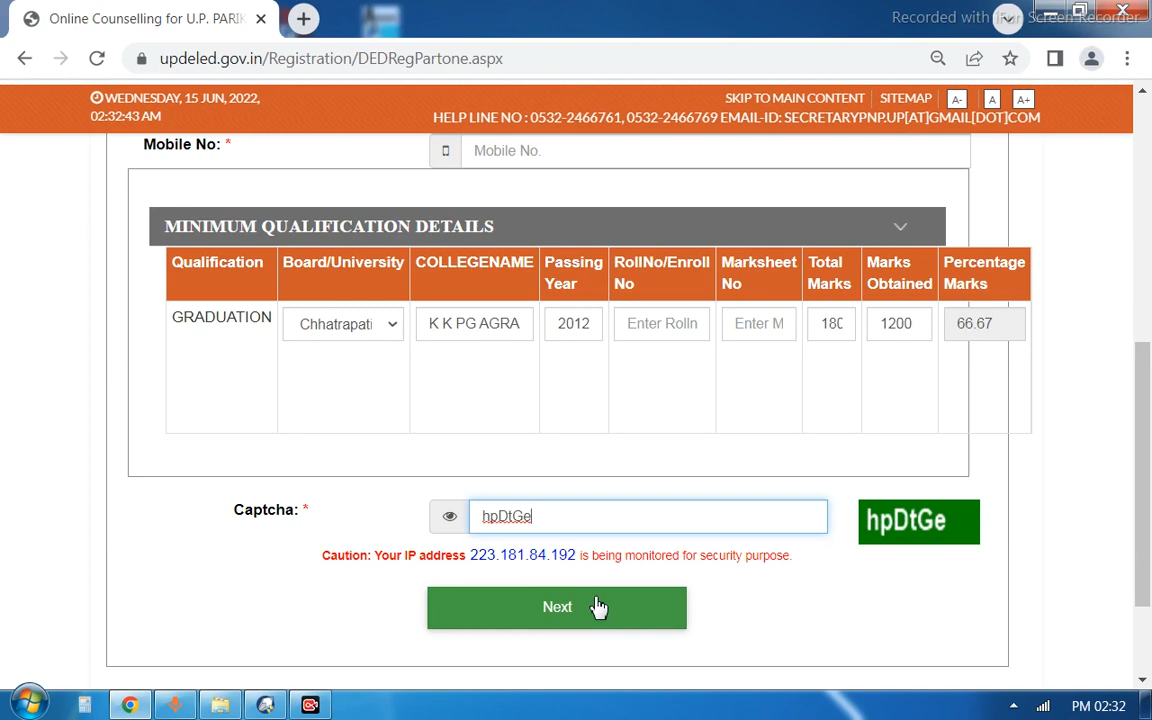 Online Counselling for U.P. PARIK
Recorded with iFun Screen Recorder
updeled.gov.in/Registration/DEDRegPartone.aspx
WEDNESDAY, 15 JUN, 2022,
02:32:43 AM
SKIP TO MAIN CONTENT SITEMAP A- A A+
HELP LINE NO : 0532-2466761, 0532-2466769 EMAIL-ID: SECRETARYPNP.UP[AT]GMAIL[DOT]COM
Mobile No: *
Mobile No.
MINIMUM QUALIFICATION DETAILS
Qualification Board/University COLLEGENAME Passing Year RollNo/Enroll No Marksheet No Total Marks Marks Obtained Percentage Marks
GRADUATION Chhatrapati K K PG AGRA 2012 Enter Rolln Enter M 180 1200 66.67
Captcha: *
hpDtGe
hpDtGe
Caution: Your IP address 223.181.84.192 is being monitored for security purpose.
Next
PM 02:32